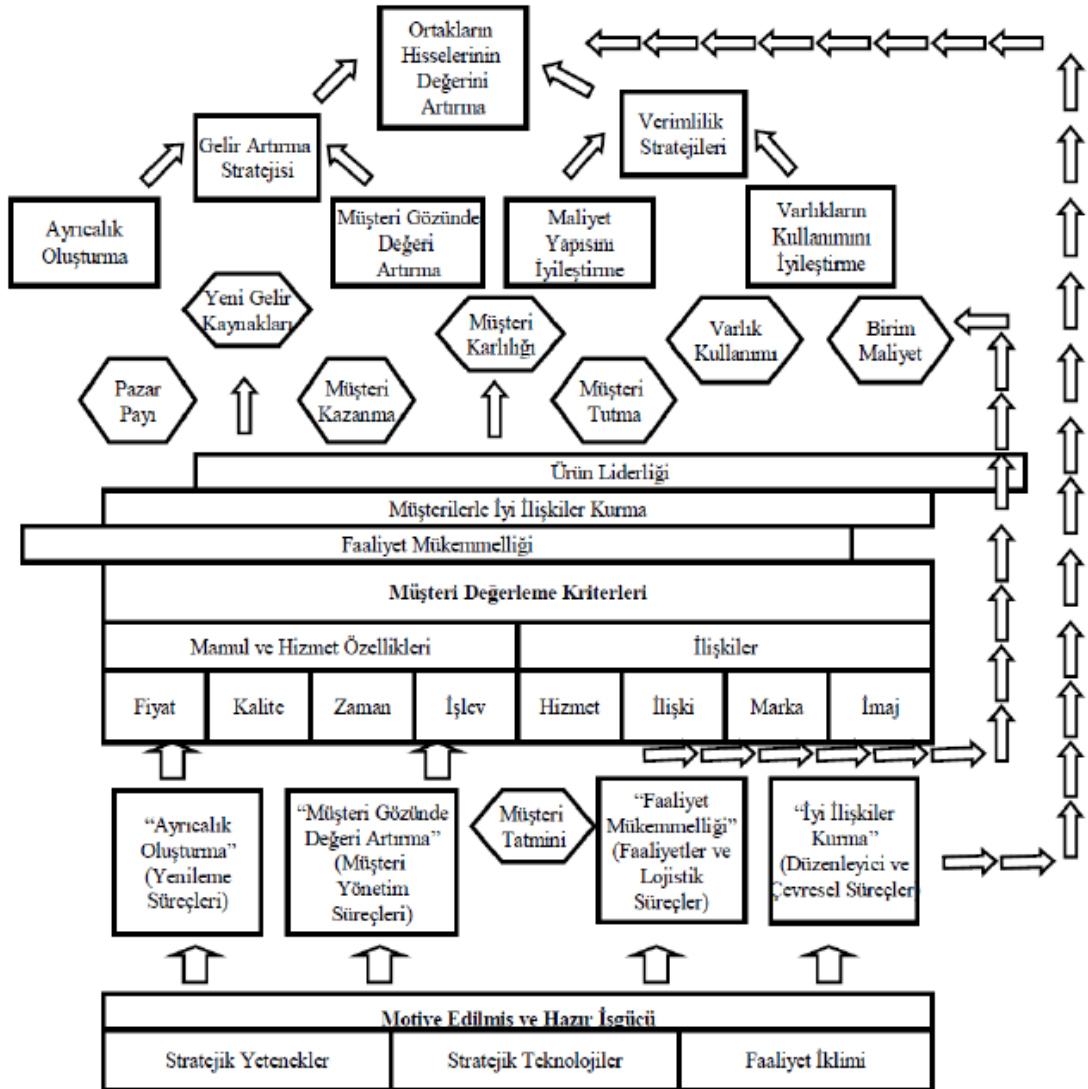 Ortakların
Hisselerinin
Değerini
Artırma
Gelir Artırma
Stratejisi
Verimlilik
Stratejileri
Ayrıcalık
Oluşturma
Müşteri Gözünde
Değeri
Artırma
Maliyet
Yapısını
İyileştirme
Varlıkların
Kullanımını
İyileştirme
Yeni Gelir
Kaynakları
Müşteri
Karlılığı
Varlık
Kullanımı
Birim
Maliyet
Pazar
Payı
Müşteri
Kazanma
Müşteri
Tutma
Ürün Liderliği
Müşterilerle İyi İlişkiler Kurma
Faaliyet Mükemmelliği
Müşteri Değerleme Kriterleri
Mamul ve Hizmet Özellikleri
İlişkiler
Fiyat
Kalite
Zaman
İşlev
Hizmet
İlişki
Marka
İmaj
“Ayrıcalık
Oluşturma”
(Yenileme
Süreçleri)
“Müşteri Gözünde
Değeri Artırma”
(Müşteri
Yönetim
Süreçleri)
Müşteri
Tatmini
“Faaliyet
Mükemmelliği”
(Faaliyetler ve
Lojistik
Süreçler)
“İyi İlişkiler
Kurma”
(Düzenleyici ve
Çevresel Süreçler)
Motive Edilmiş ve Hazır İşgücü
Stratejik Yetenekler
Stratejik Teknolojiler
Faaliyet İklimi